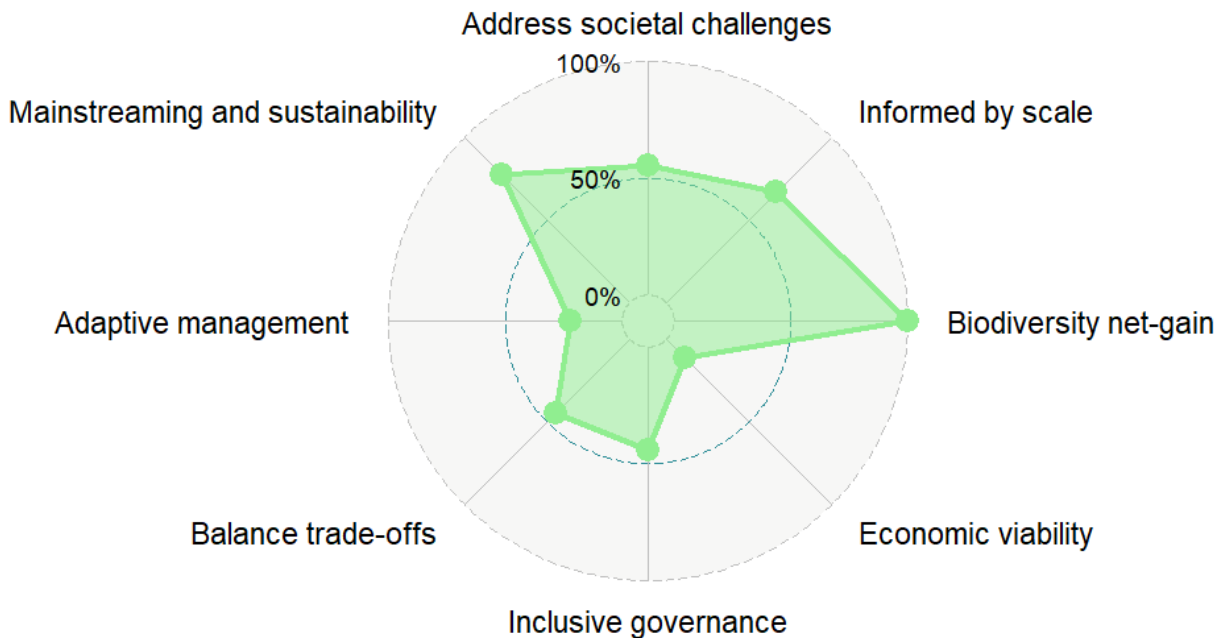 Address societal challenges
100%
Mainstreaming and sustainability
Informed by scale
50%
0%
Adaptive management
Biodiversity net-gain
Balance trade-offs
Economic viability
Inclusive governance